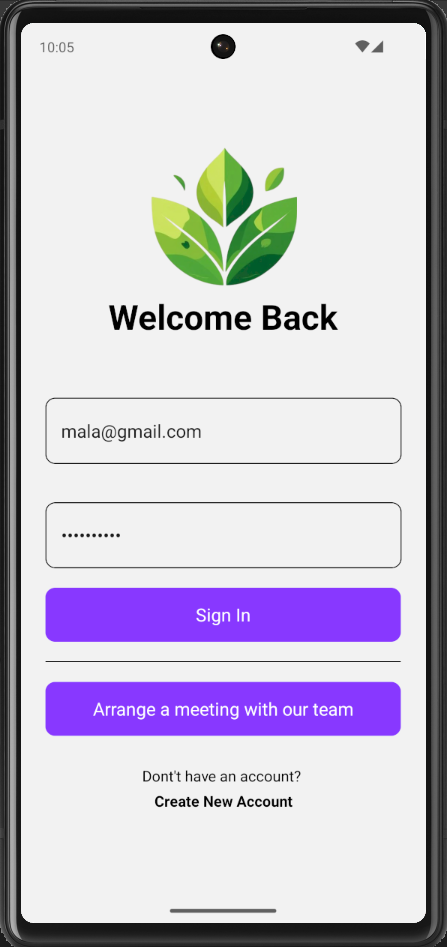 10:05
Welcome Back
mala@gmail.com
••••••••••
Sign In
Arrange a meeting with our team
Dont't have an account?
Create New Account